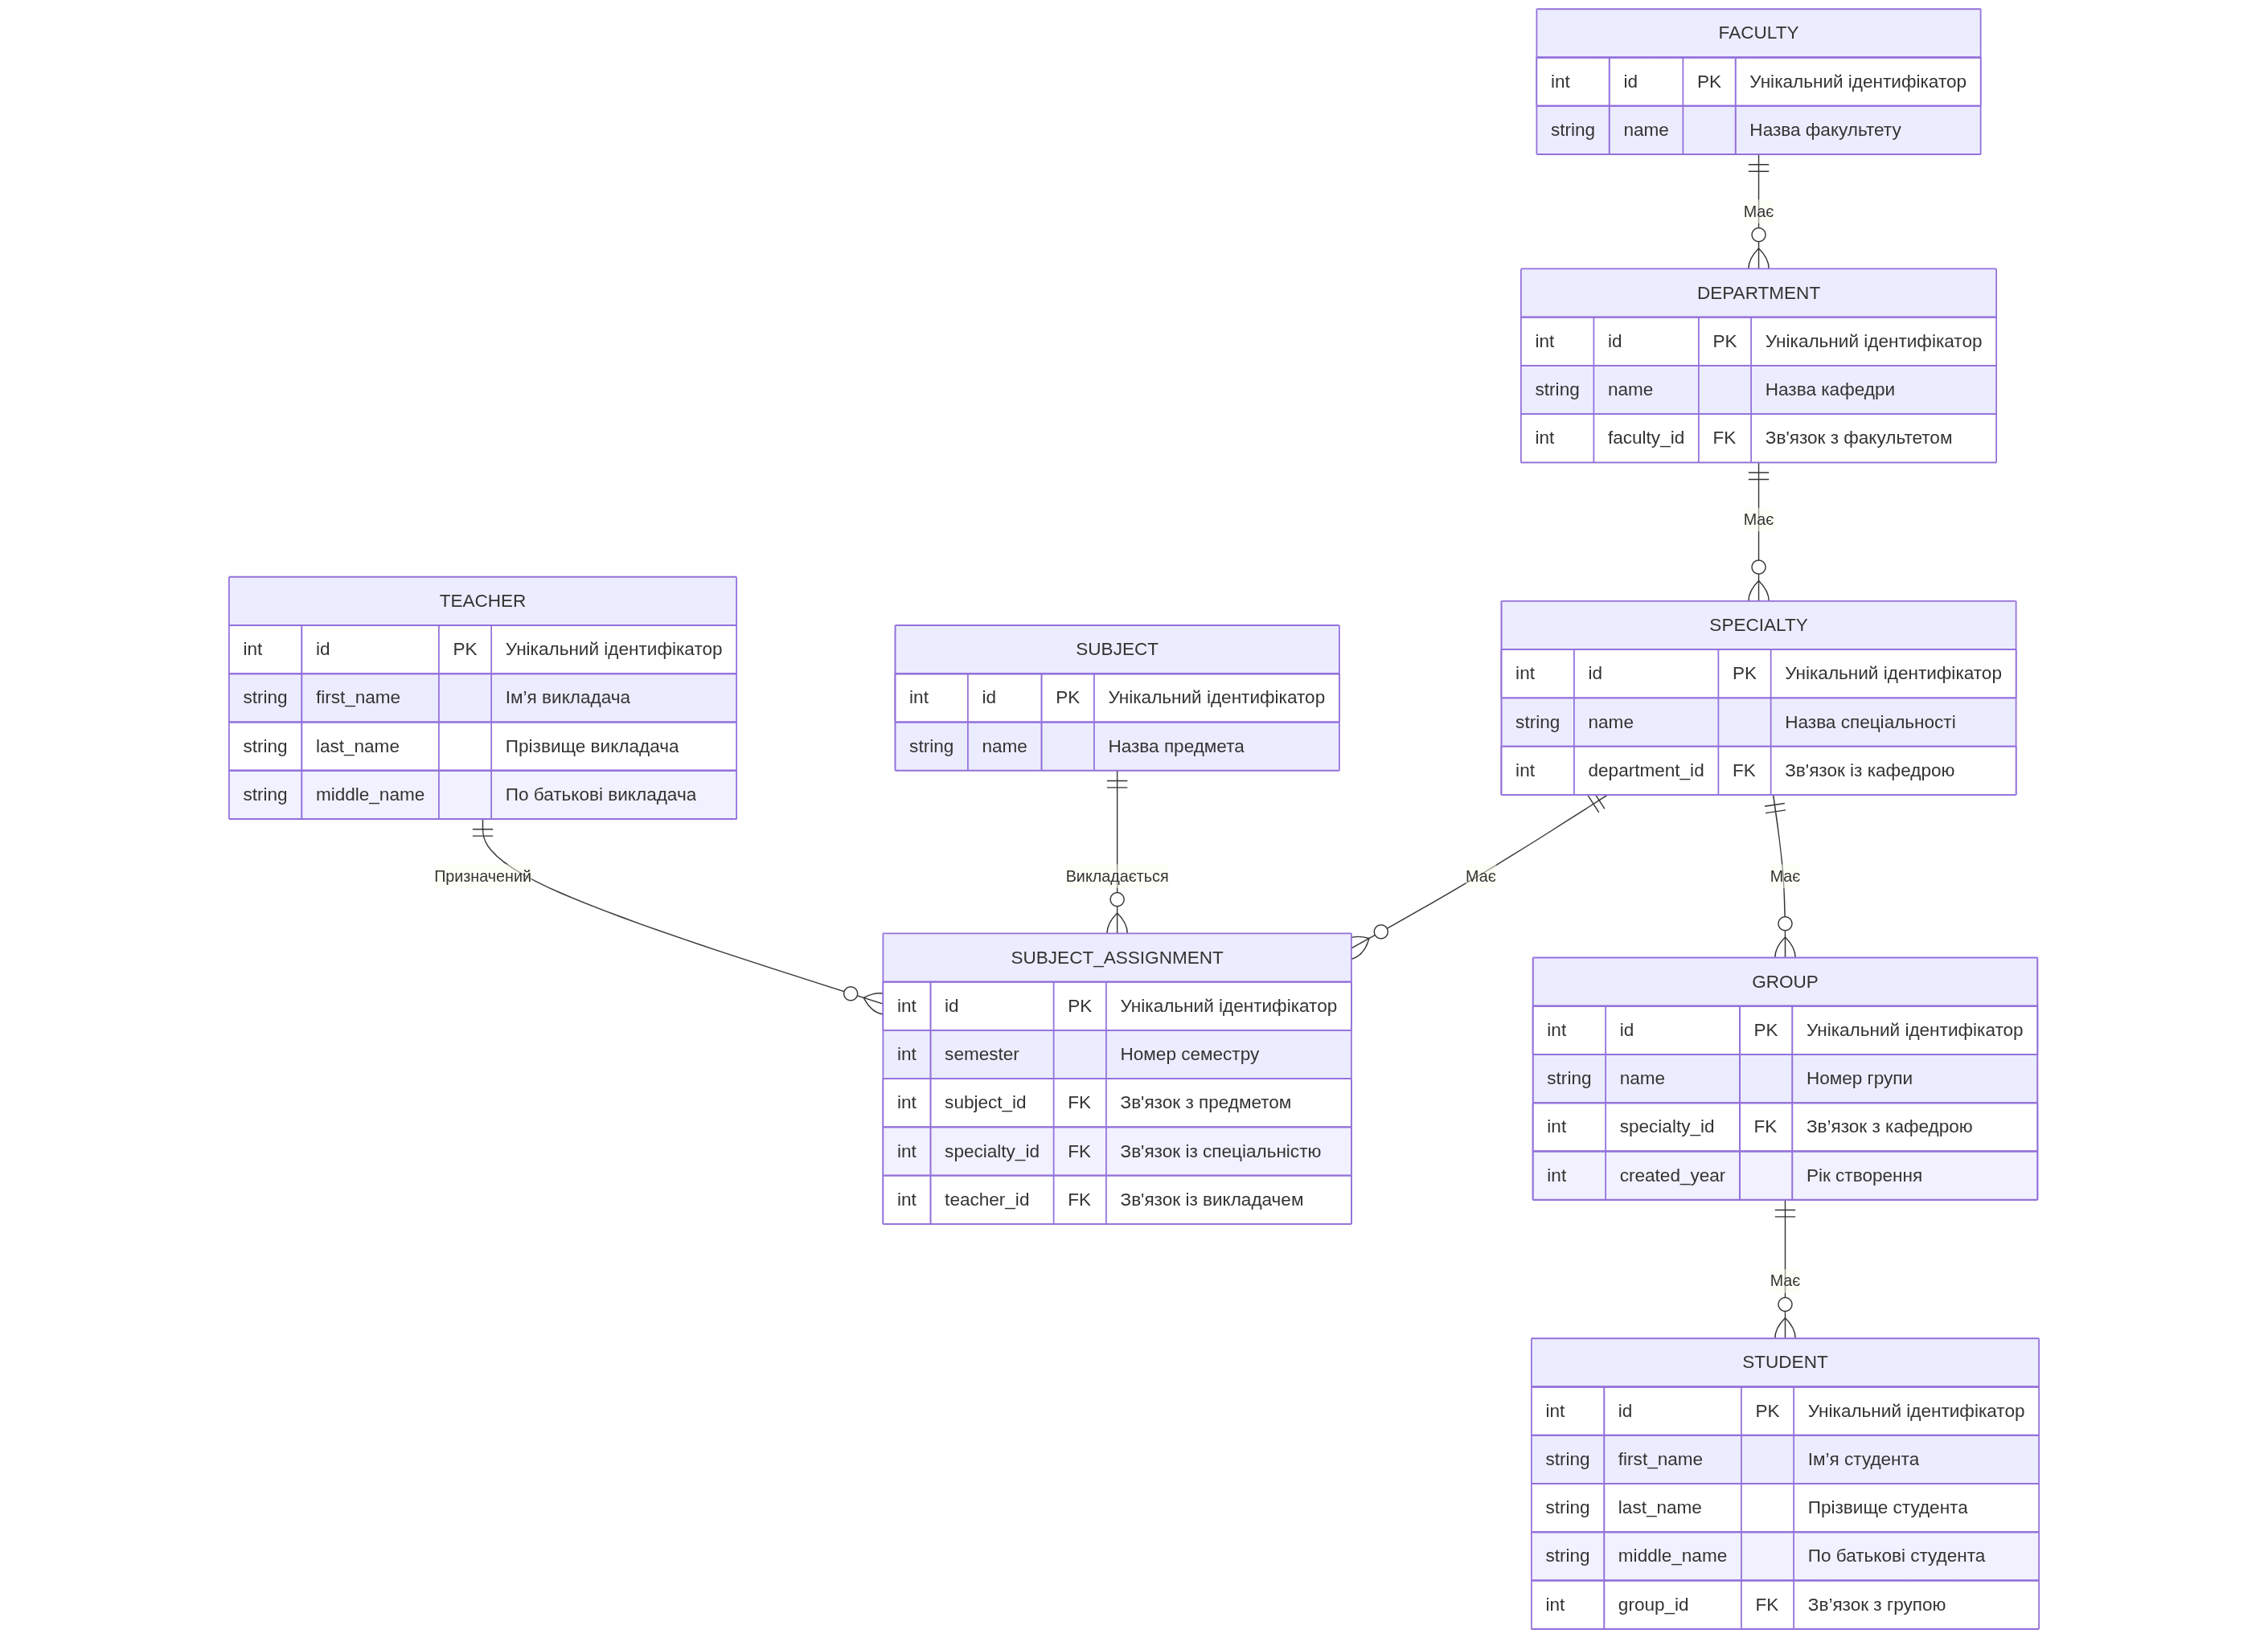 FACULTY
int id PK Унікальний ідентифікатор
string name Назва факультету
Має
DEPARTMENT
int id PK Унікальний ідентифікатор
string name Назва кафедри
int faculty_id FK Зв'язок з факультетом
Має
TEACHER
int id PK Унікальний ідентифікатор
string first_name Ім’я викладача
string last_name Прізвище викладача
string middle_name По батькові викладача
SUBJECT
int id PK Унікальний ідентифікатор
string name Назва предмета
SPECIALTY
int id PK Унікальний ідентифікатор
string name Назва спеціальності
int department_id FK Зв'язок із кафедрою
Призначений
Викладається
Має
Має
SUBJECT_ASSIGNMENT
int id PK Унікальний ідентифікатор
int semester Номер семестру
int subject_id FK Зв'язок з предметом
int specialty_id FK Зв'язок із спеціальністю
int teacher_id FK Зв'язок із викладачем
GROUP
int id PK Унікальний ідентифікатор
string name Номер групи
int specialty_id FK Зв’язок з кафедрою
int created_year Рік створення
Має
STUDENT
int id PK Унікальний ідентифікатор
string first_name Ім’я студента
string last_name Прізвище студента
string middle_name По батькові студента
int group_id FK Зв’язок з групою